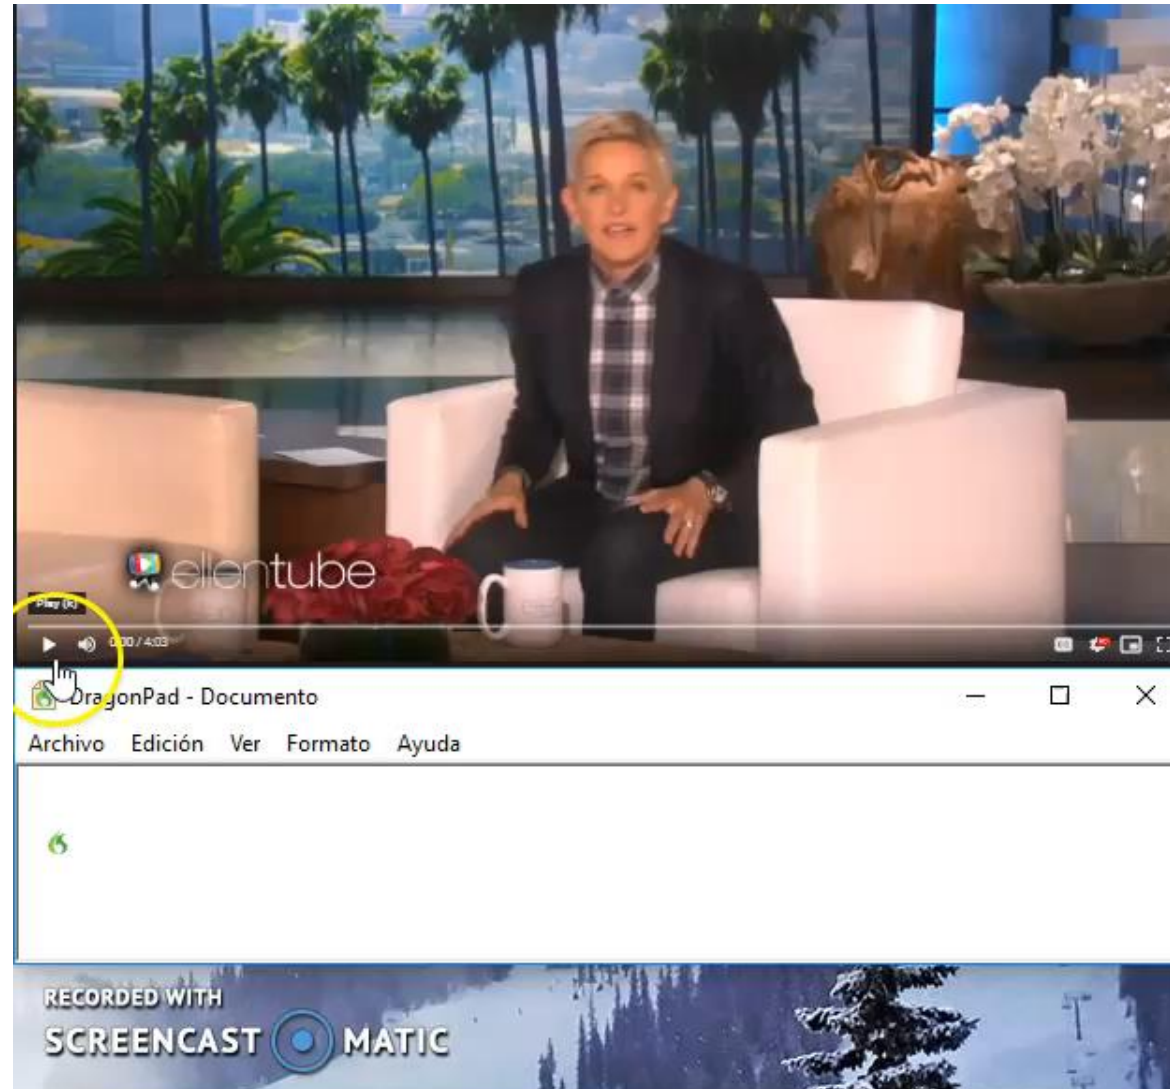 ellentube
Play (k)
0:00 / 4:03
DragonPad - Documento
Archivo Edición Ver Formato Ayuda
RECORDED WITH
SCREENCAST MATIC